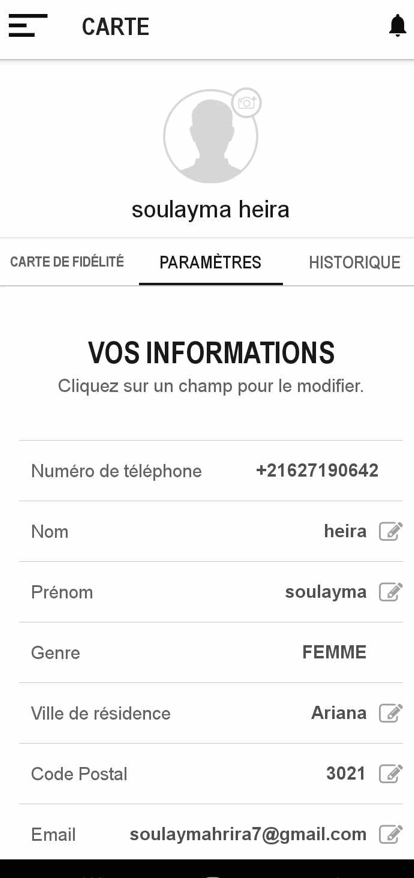 CARTE
soulayma heira
CARTE DE FIDÉLITÉ PARAMÈTRES HISTORIQUE
VOS INFORMATIONS
Cliquez sur un champ pour le modifier.
Numéro de téléphone +21627190642
Nom heira
Prénom soulayma
Genre FEMME
Ville de résidence Ariana
Code Postal 3021
Email soulaymahrira7@gmail.com